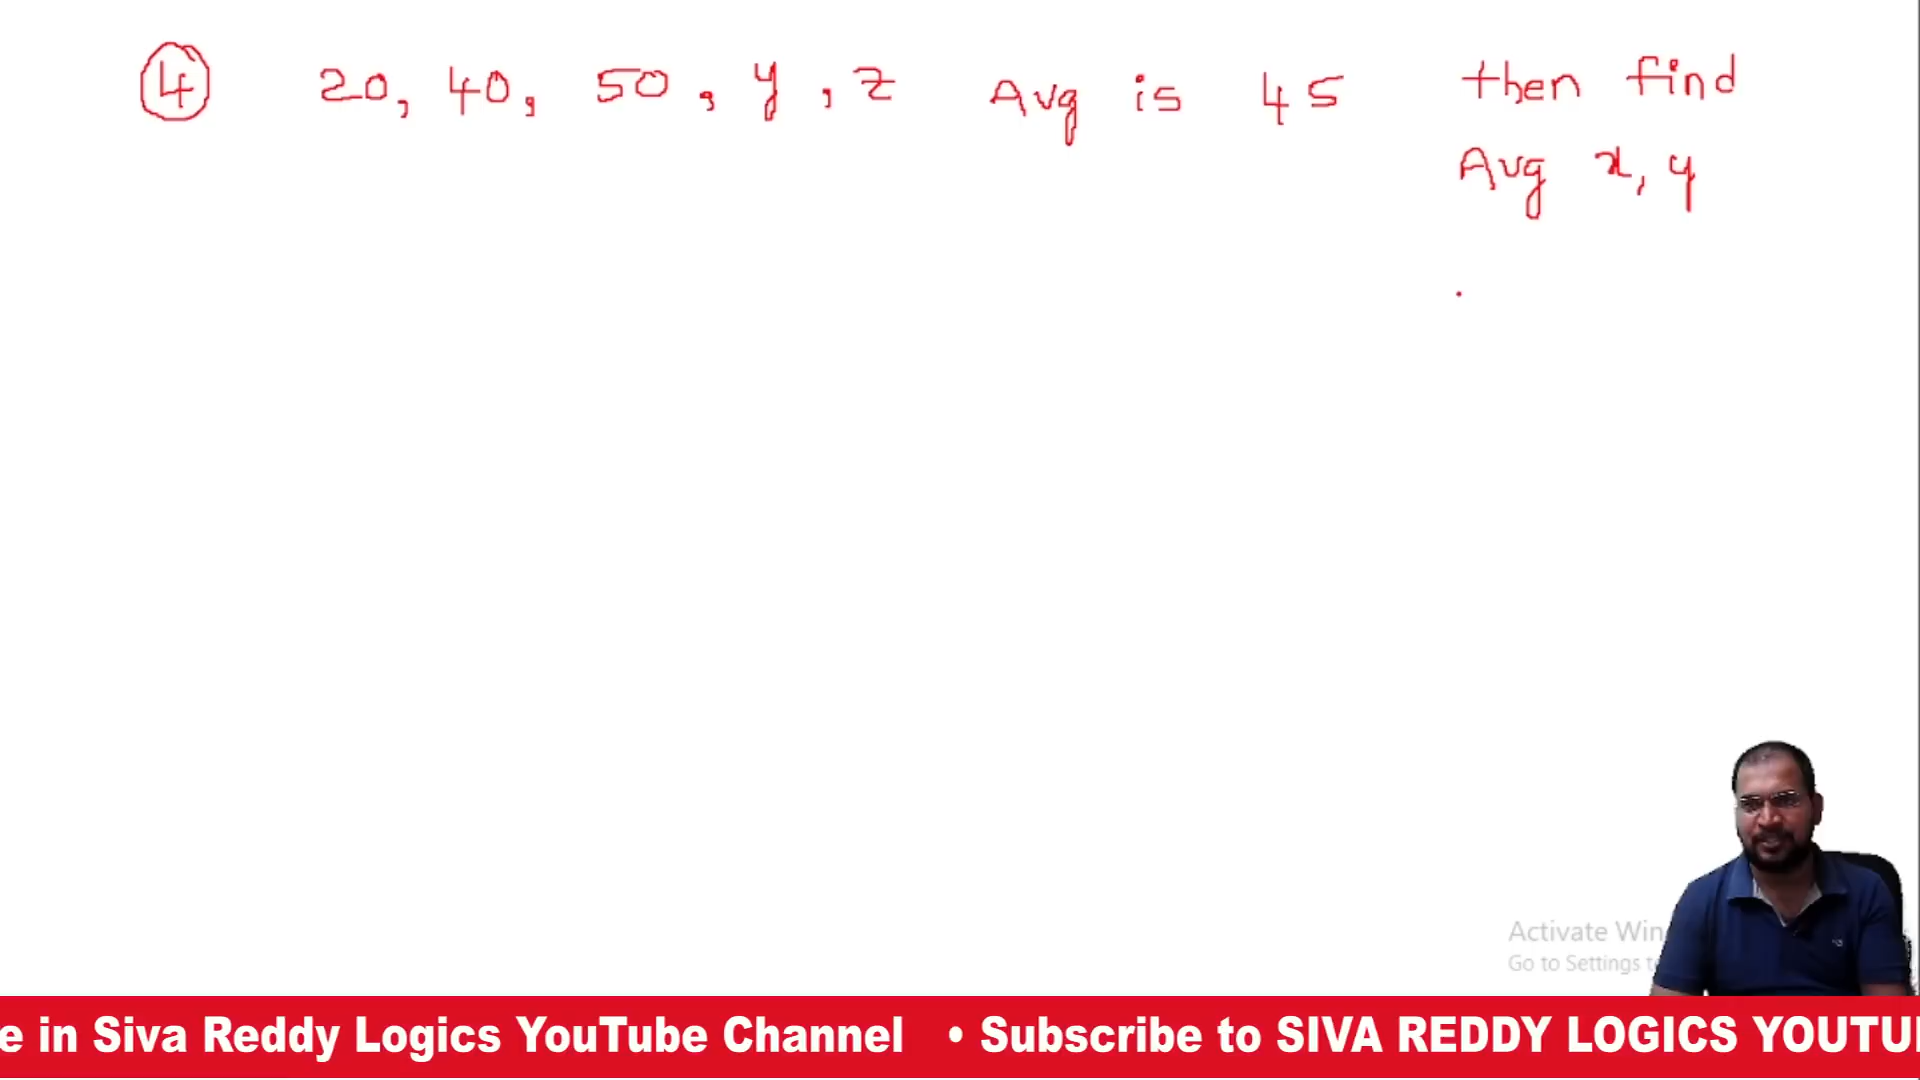 4 20, 40, 50, y, z Avg is 45 then find
Avg x, y
Activate Win
Go to Settings t
e in Siva Reddy Logics YouTube Channel • Subscribe to SIVA REDDY LOGICS YOUTU